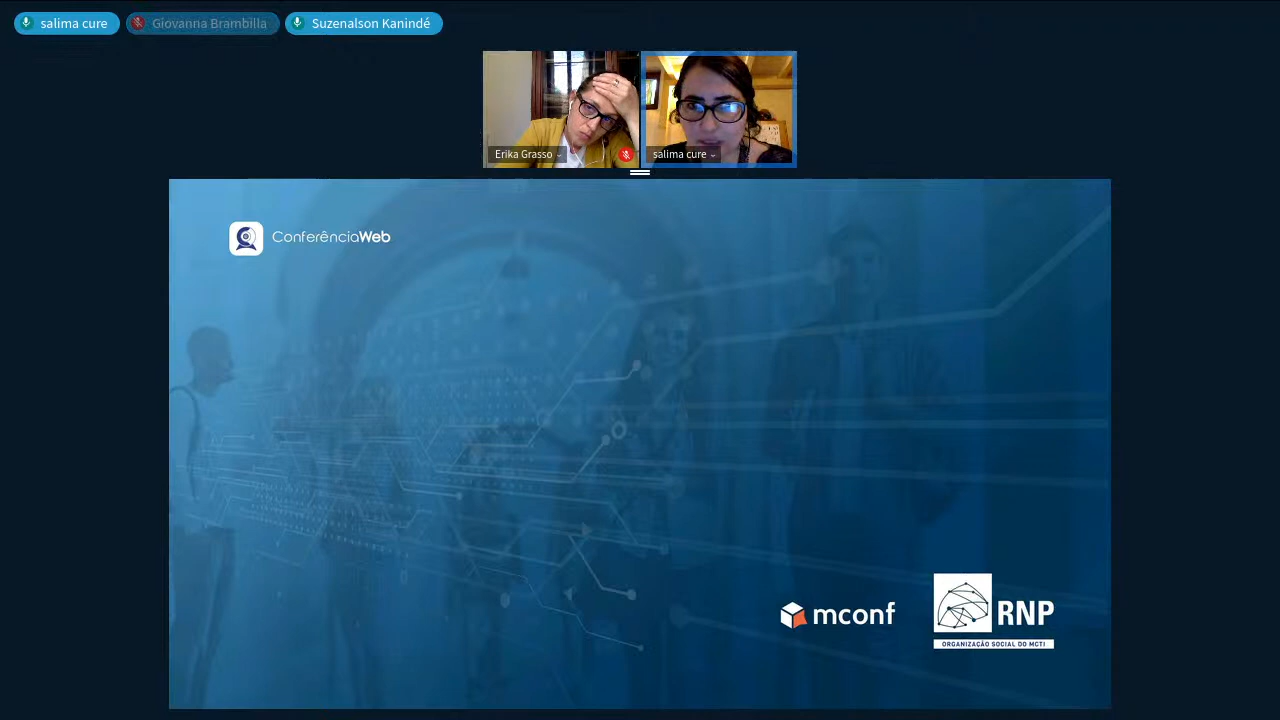 salima cure
Giovanna Brambilla
Suzenalson Kanindé
Erika Grasso
salima cure
ConferênciaWeb
mconf
RNP
ORGANIZAÇÃO SOCIAL DO MCTI